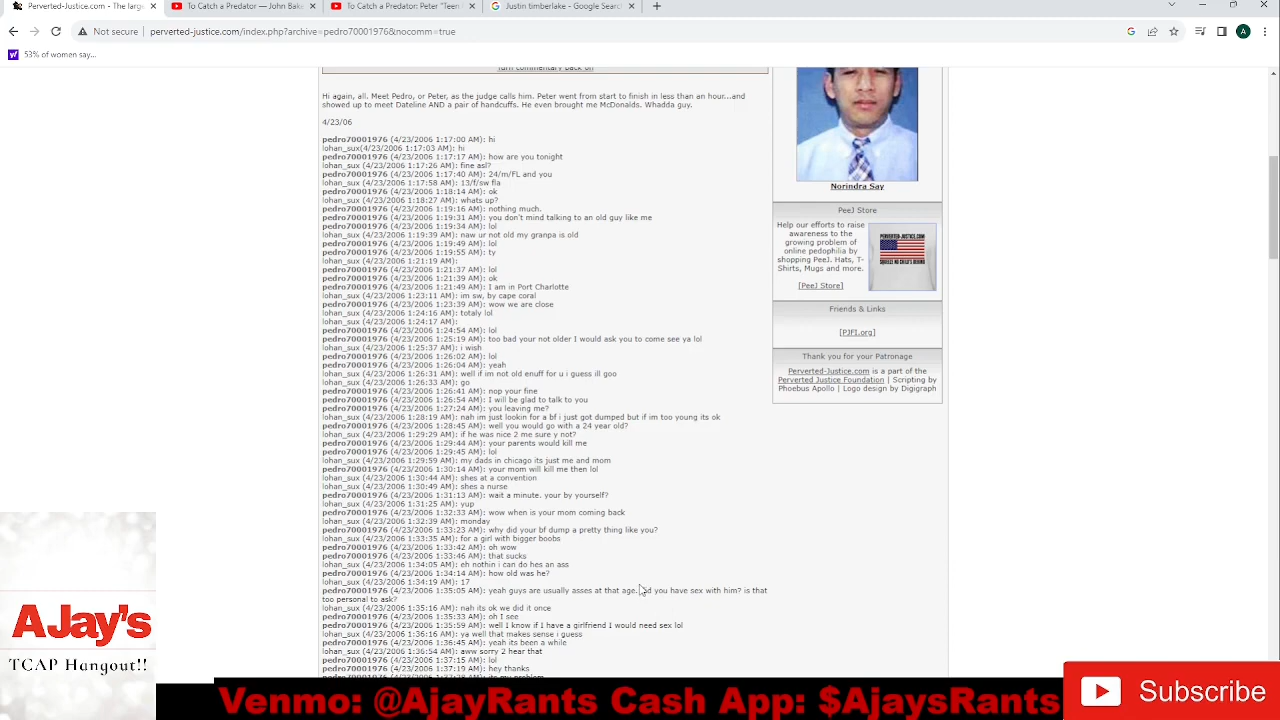 Perverted-Justice.com - The larg
To Catch a Predator — John Bake
To Catch a Predator: Peter "Teen
Justin timberlake - Google Searc
Not secure
perverted-justice.com/index.php?archive=pedro70001976&nocomm=true
53% of women say...
Turn commentary back on
Hi again, all. Meet Pedro, or Peter, as the judge calls him. Peter went from start to finish in less than an hour...and
showed up to meet Dateline AND a pair of handcuffs. He even brought me McDonalds. Whadda guy.
4/23/06
pedro70001976 (4/23/2006 1:17:00 AM): hi
lohan_sux(4/23/2006 1:17:03 AM): hi
pedro70001976 (4/23/2006 1:17:17 AM): how are you tonight
lohan_sux (4/23/2006 1:17:26 AM): fine asl?
pedro70001976 (4/23/2006 1:17:40 AM): 24/m/FL and you
lohan_sux (4/23/2006 1:17:58 AM): 13/f/sw fla
pedro70001976 (4/23/2006 1:18:14 AM): ok
lohan_sux (4/23/2006 1:18:27 AM): whats up?
pedro70001976 (4/23/2006 1:19:16 AM): nothing much.
pedro70001976 (4/23/2006 1:19:31 AM): you don't mind talking to an old guy like me
pedro70001976 (4/23/2006 1:19:34 AM): lol
lohan_sux (4/23/2006 1:19:39 AM): naw ur not old my granpa is old
pedro70001976 (4/23/2006 1:19:49 AM): lol
pedro70001976 (4/23/2006 1:19:55 AM): ty
lohan_sux (4/23/2006 1:21:19 AM):
pedro70001976 (4/23/2006 1:21:37 AM): lol
pedro70001976 (4/23/2006 1:21:39 AM): ok
pedro70001976 (4/23/2006 1:21:49 AM): I am in Port Charlotte
lohan_sux (4/23/2006 1:23:11 AM): im sw, by cape coral
pedro70001976 (4/23/2006 1:23:39 AM): wow we are close
lohan_sux (4/23/2006 1:24:16 AM): totaly lol
lohan_sux (4/23/2006 1:24:17 AM):
pedro70001976 (4/23/2006 1:24:54 AM): lol
pedro70001976 (4/23/2006 1:25:19 AM): too bad your not older I would ask you to come see ya lol
lohan_sux (4/23/2006 1:25:37 AM): i wish
pedro70001976 (4/23/2006 1:26:02 AM): lol
pedro70001976 (4/23/2006 1:26:04 AM): yeah
lohan_sux (4/23/2006 1:26:31 AM): well if im not old enuff for u i guess ill goo
lohan_sux (4/23/2006 1:26:33 AM): go
pedro70001976 (4/23/2006 1:26:41 AM): nop your fine
pedro70001976 (4/23/2006 1:26:54 AM): I will be glad to talk to you
pedro70001976 (4/23/2006 1:27:24 AM): you leaving me?
lohan_sux (4/23/2006 1:28:19 AM): nah im just lookin for a bf i just got dumped but if im too young its ok
pedro70001976 (4/23/2006 1:28:45 AM): well you would go with a 24 year old?
lohan_sux (4/23/2006 1:29:29 AM): if he was nice 2 me sure y not?
pedro70001976 (4/23/2006 1:29:44 AM): your parents would kill me
pedro70001976 (4/23/2006 1:29:45 AM): lol
lohan_sux (4/23/2006 1:29:59 AM): my dads in chicago its just me and mom
pedro70001976 (4/23/2006 1:30:14 AM): your mom will kill me then lol
lohan_sux (4/23/2006 1:30:44 AM): shes at a convention
lohan_sux (4/23/2006 1:30:49 AM): shes a nurse
pedro70001976 (4/23/2006 1:31:13 AM): wait a minute. your by yourself?
lohan_sux (4/23/2006 1:31:25 AM): yup
pedro70001976 (4/23/2006 1:32:33 AM): wow when is your mom coming back
lohan_sux (4/23/2006 1:32:39 AM): monday
pedro70001976 (4/23/2006 1:33:23 AM): why did your bf dump a pretty thing like you?
lohan_sux (4/23/2006 1:33:35 AM): for a girl with bigger boobs
pedro70001976 (4/23/2006 1:33:42 AM): oh wow
pedro70001976 (4/23/2006 1:33:46 AM): that sucks
lohan_sux (4/23/2006 1:34:05 AM): eh nothin i can do hes an ass
pedro70001976 (4/23/2006 1:34:14 AM): how old was he?
lohan_sux (4/23/2006 1:34:19 AM): 17
pedro70001976 (4/23/2006 1:35:05 AM): yeah guys are usually asses at that age. you have sex with him? is that
too personal to ask?
lohan_sux (4/23/2006 1:35:16 AM): nah its ok we did it once
pedro70001976 (4/23/2006 1:35:33 AM): oh I see
pedro70001976 (4/23/2006 1:35:59 AM): well I know if I have a girlfriend I would need sex lol
lohan_sux (4/23/2006 1:36:16 AM): ya well that makes sense i guess
pedro70001976 (4/23/2006 1:36:45 AM): yeah its been a while
lohan_sux (4/23/2006 1:36:54 AM): aww sorry 2 hear that
pedro70001976 (4/23/2006 1:37:15 AM): lol
pedro70001976 (4/23/2006 1:37:19 AM): hey thanks
pedro70001976 (4/23/2006 1:37:28 AM): its my problem
Norindra Say
PeeJ Store
Help our efforts to raise
awareness to the
growing problem of
online pedophilia by
shopping PeeJ. Hats, T-
Shirts, Mugs and more.
PERVERTED-JUSTICE.COM
[PeeJ Store]
Friends & Links
[PJFI.org]
Thank you for your Patronage
Perverted-Justice.com is a part of the
Perverted Justice Foundation | Scripting by
Phoebus Apollo | Logo design by Digigraph
AJay's
TCAP Hangout!!
Venmo: @AjayRants Cash App: $AjaysRants
Subscribe